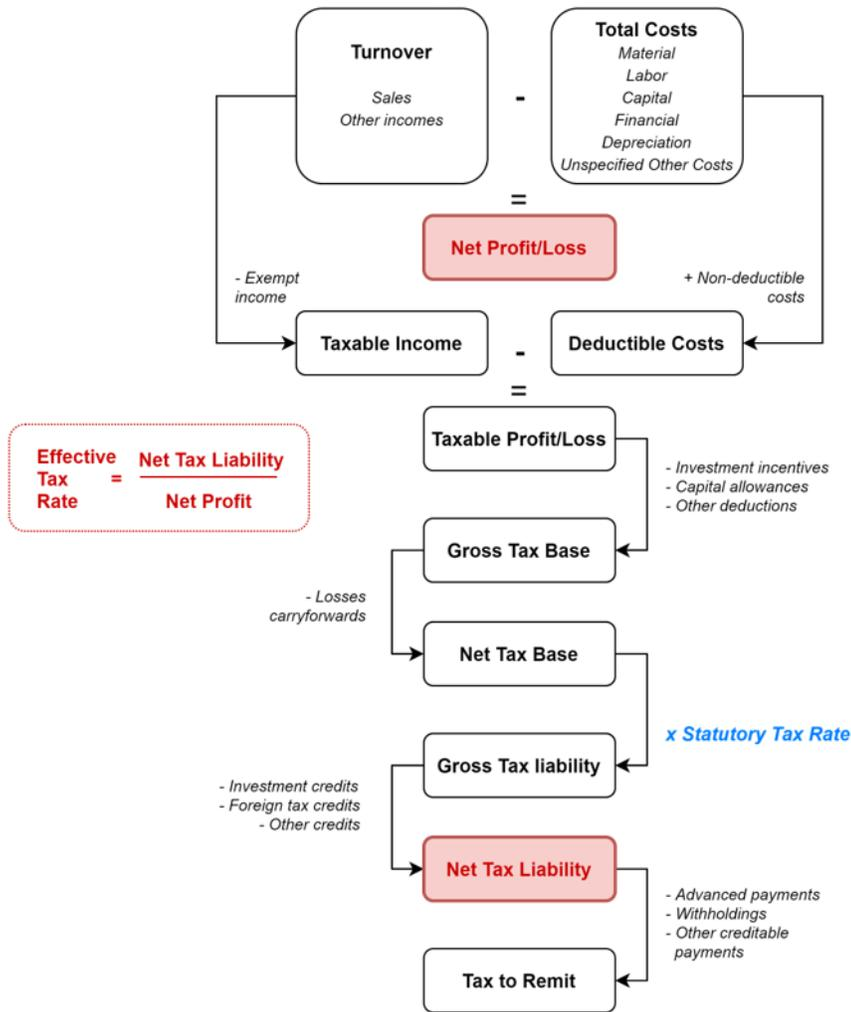 Turnover
Sales
Other incomes
-
Total Costs
Material
Labor
Capital
Financial
Depreciation
Unspecified Other Costs
=
Net Profit/Loss
- Exempt
income
+ Non-deductible
costs
Taxable Income
-
Deductible Costs
=
Taxable Profit/Loss
- Investment incentives
- Capital allowances
- Other deductions
Effective
Tax
Rate
=
Net Tax Liability
Net Profit
Gross Tax Base
- Losses
carryforwards
Net Tax Base
x Statutory Tax Rate
Gross Tax liability
- Investment credits
- Foreign tax credits
- Other credits
Net Tax Liability
- Advanced payments
- Withholdings
- Other creditable
payments
Tax to Remit